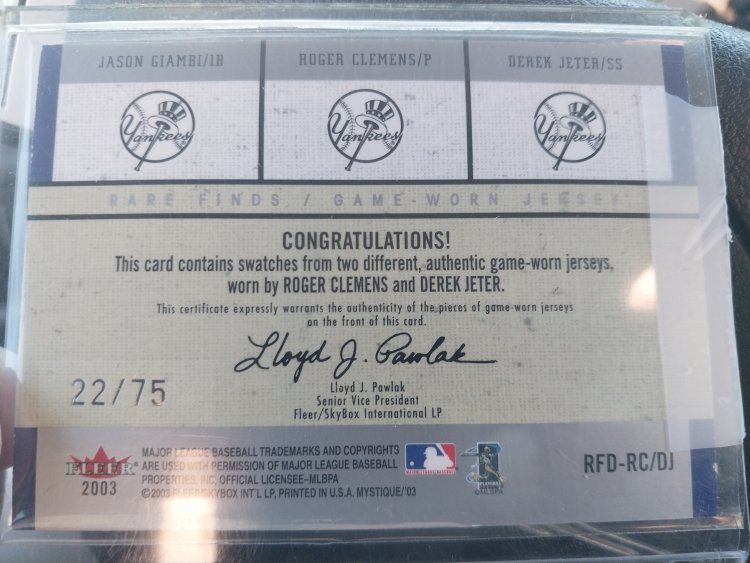 JASON GIAMBI/1B
ROGER CLEMENS/P
DEREK JETER/SS
Yankees
Yankees
Yankees
RARE FINDS / GAME-WORN JERSEY
CONGRATULATIONS!
This card contains swatches from two different, authentic game-worn jerseys,
worn by ROGER CLEMENS and DEREK JETER.
This certificate expressly warrants the authenticity of the pieces of game-worn jerseys
on the front of this card.
Lloyd J. Pawlak
Lloyd J. Pawlak
Senior Vice President
Fleer/SkyBox International LP
22/75
FLEER
2003
MAJOR LEAGUE BASEBALL TRADEMARKS AND COPYRIGHTS
ARE USED WITH PERMISSION OF MAJOR LEAGUE BASEBALL
PROPERTIES, INC. OFFICIAL LICENSEE-MLBPA
©2003 FLEER/SKYBOX INT'L LP, PRINTED IN U.S.A. MYSTIQUE/'03
©MLBPA
RFD-RC/DJ